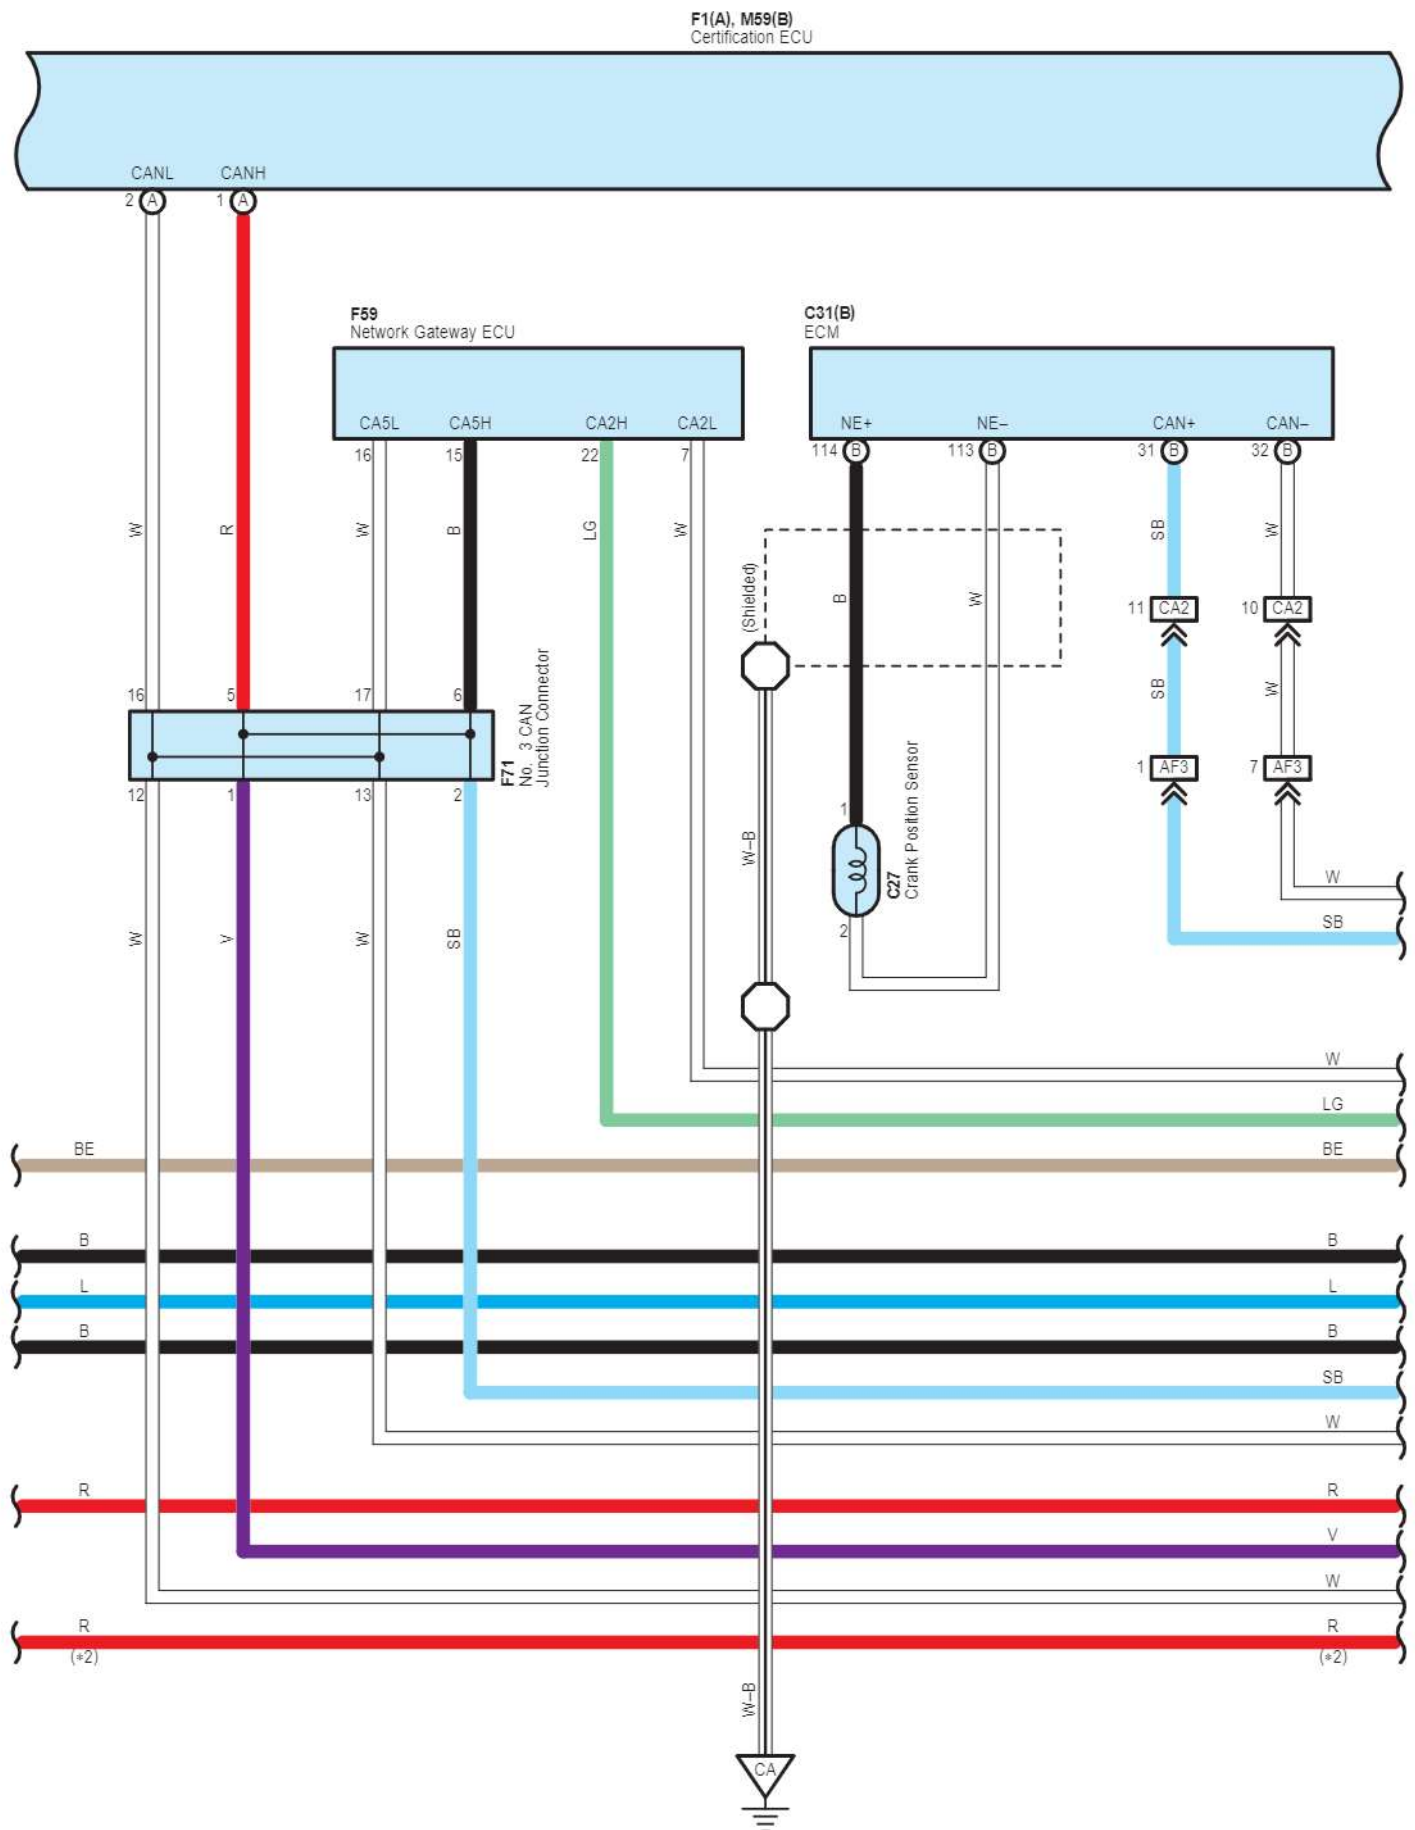 F1(A), M59(B)
Certification ECU
CANL CANH
2 A 1 A
F59
Network Gateway ECU
C31(B)
ECM
CA5L CA5H CA2H CA2L
NE+ NE– CAN+ CAN–
16 15 22 7
114 B 113 B 31 B 32 B
W R W B LG W
SB W
(Shielded)
B W
11 CA2 10 CA2
SB W
16 5 17 6
F71
No. 3 CAN
Junction Connector
1 AF3 7 AF3
12 1 13 2
1
C27
Crank Position Sensor
2
W–B
W
SB
W V W SB
W
LG
BE BE
B B
L L
B B
SB
W
R R
V
W
R R
(*2) (*2)
W–B
CA